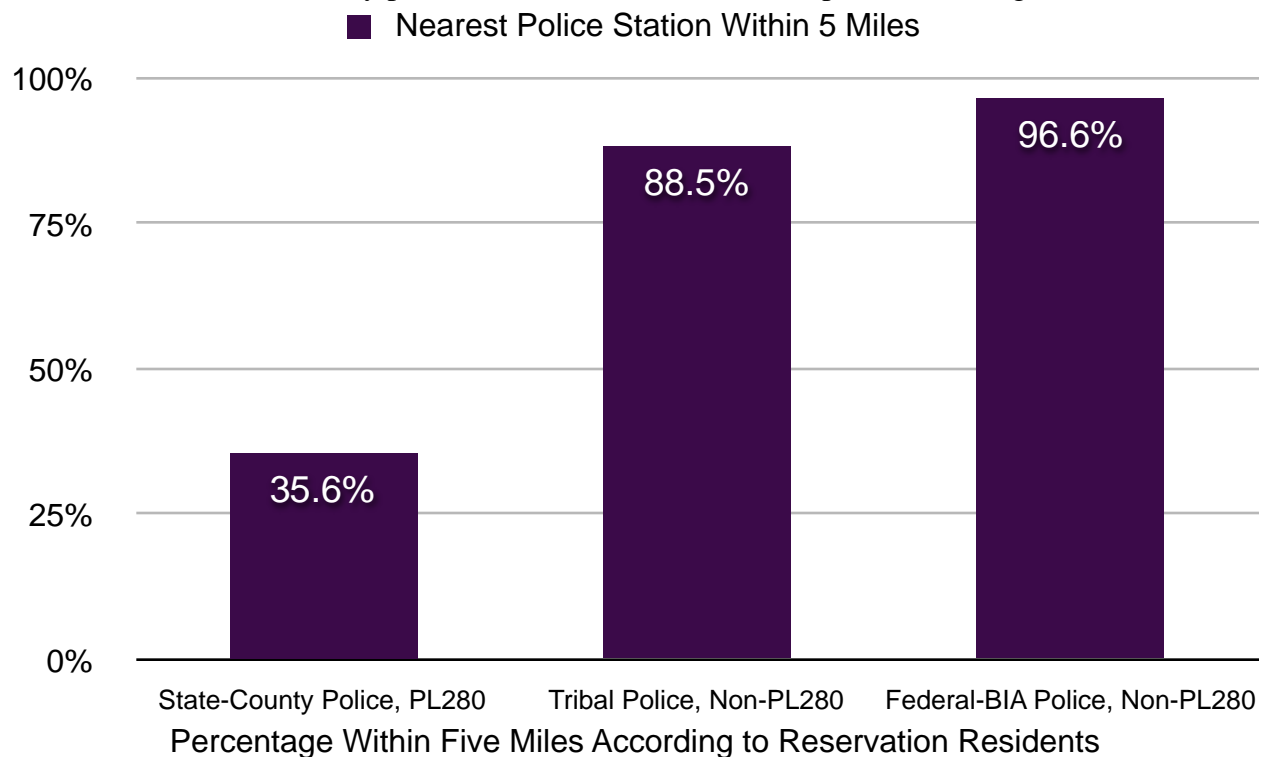 Nearest Police Station Within 5 Miles
100%
96.6%
88.5%
75%
50%
35.6%
25%
0%
State-County Police, PL280 Tribal Police, Non-PL280 Federal-BIA Police, Non-PL280
Percentage Within Five Miles According to Reservation Residents